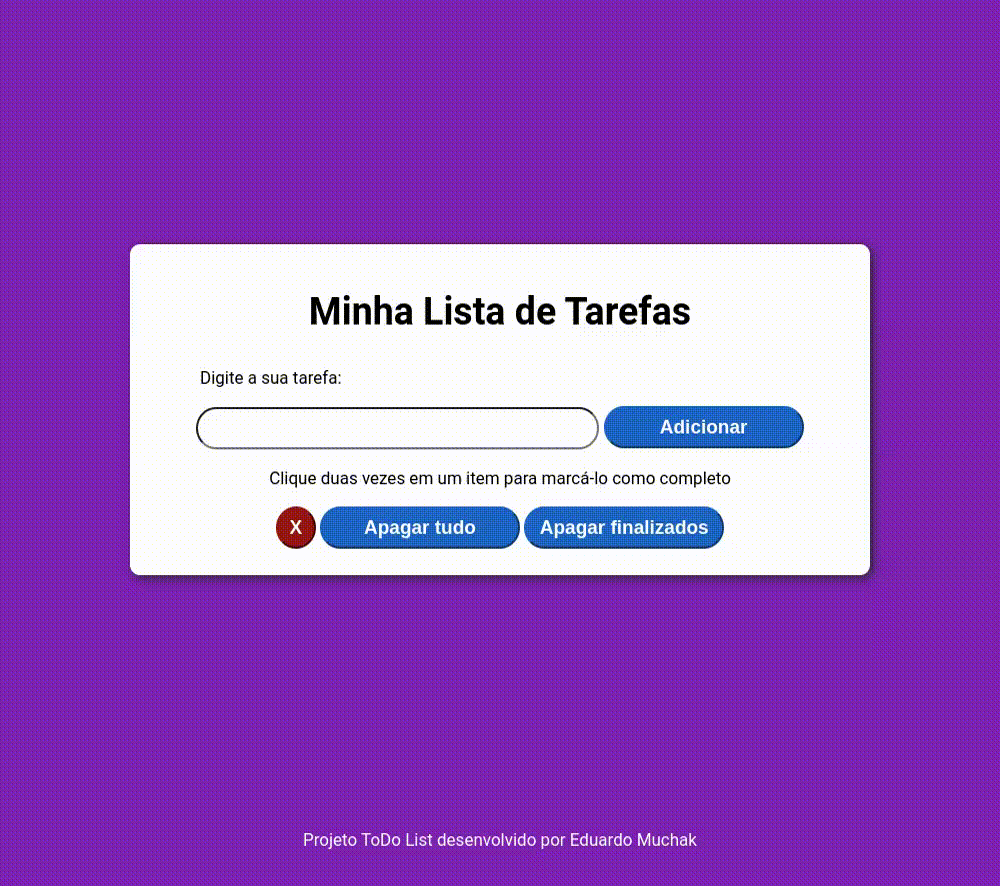 Minha Lista de Tarefas
Digite a sua tarefa:
Adicionar
Clique duas vezes em um item para marcá-lo como completo
X Apagar tudo Apagar finalizados
Projeto ToDo List desenvolvido por Eduardo Muchak